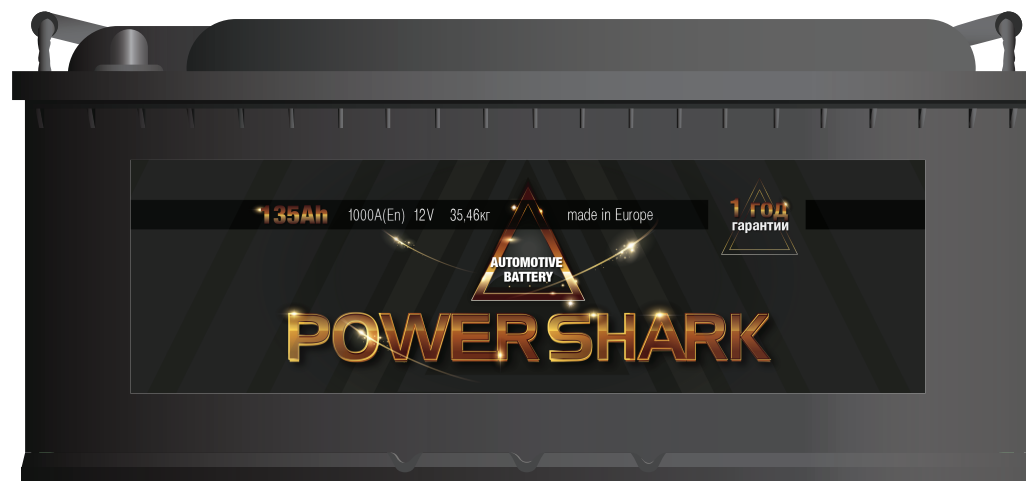 135Ah 1000A(En) 12V 35,46кг made in Europe
1 год
гарантии
AUTOMOTIVE
BATTERY
POWER SHARK